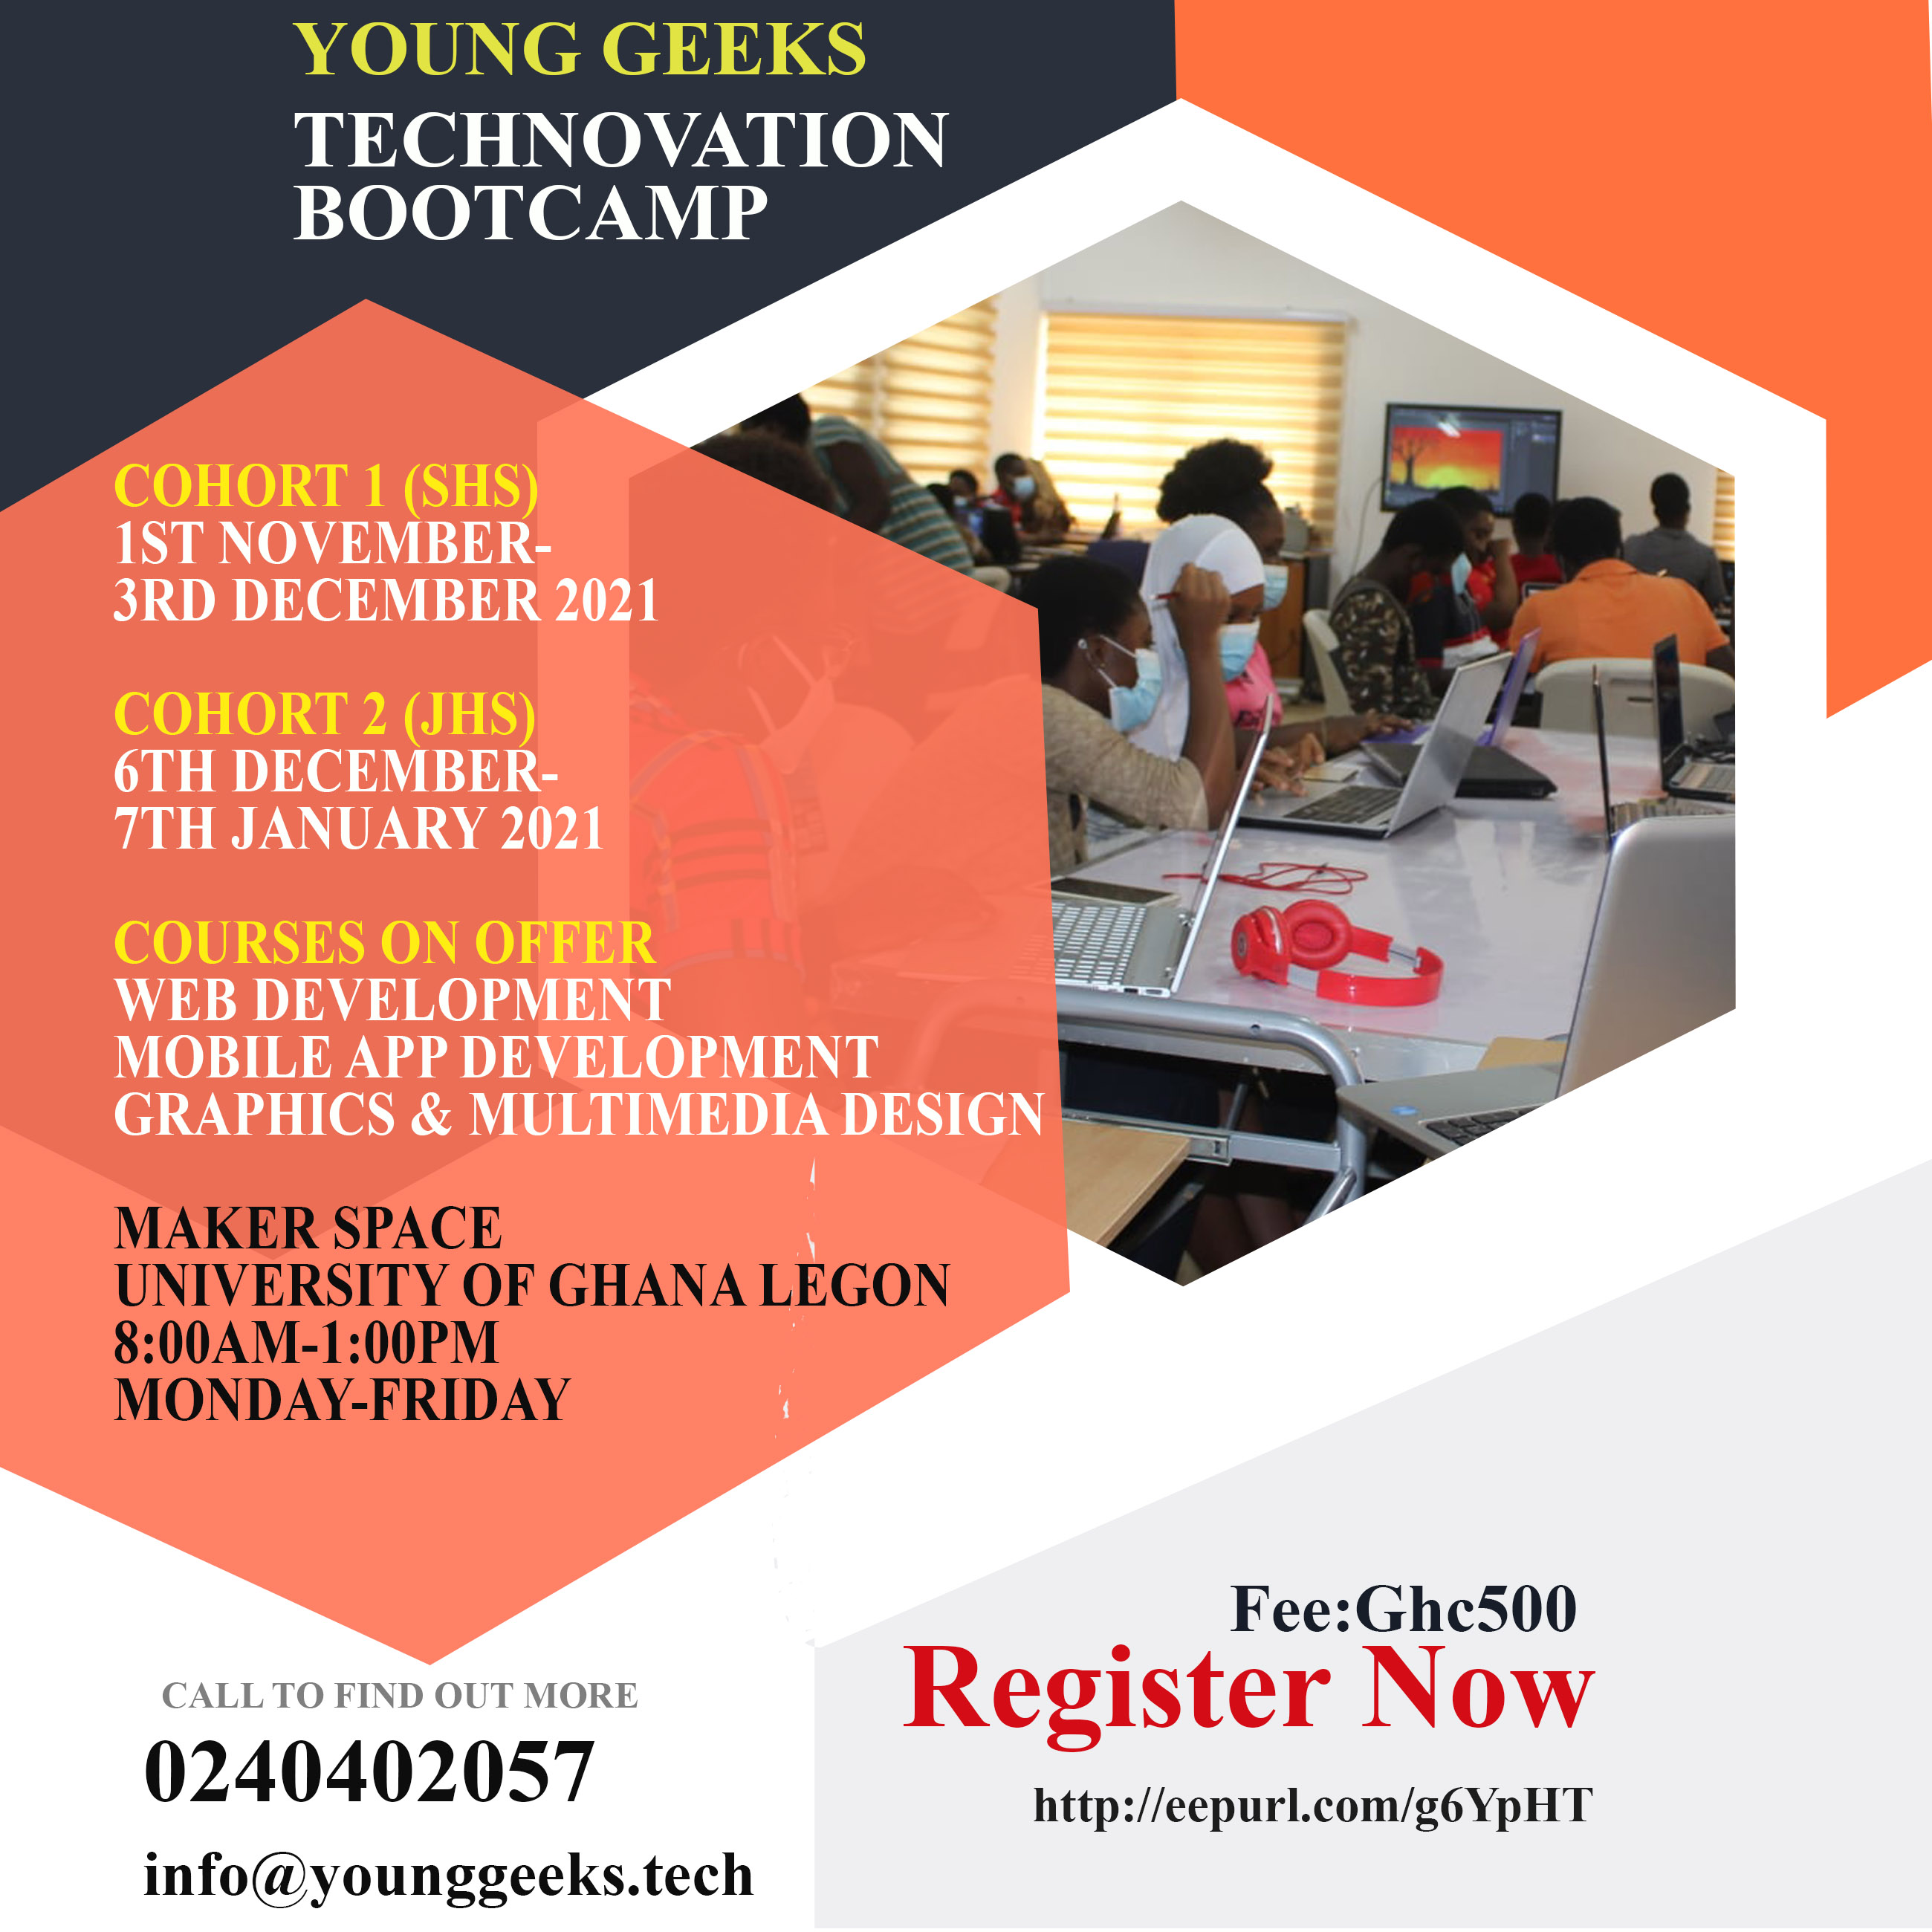 YOUNG GEEKS
TECHNOVATION
BOOTCAMP
COHORT 1 (SHS)
1ST NOVEMBER-
3RD DECEMBER 2021
COHORT 2 (JHS)
6TH DECEMBER-
7TH JANUARY 2021
COURSES ON OFFER
WEB DEVELOPMENT
MOBILE APP DEVELOPMENT
GRAPHICS & MULTIMEDIA DESIGN
MAKER SPACE
UNIVERSITY OF GHANA LEGON
8:00AM-1:00PM
MONDAY-FRIDAY
CALL TO FIND OUT MORE
0240402057
info@younggeeks.tech
Fee:Ghc500
Register Now
http://eepurl.com/g6YpHT